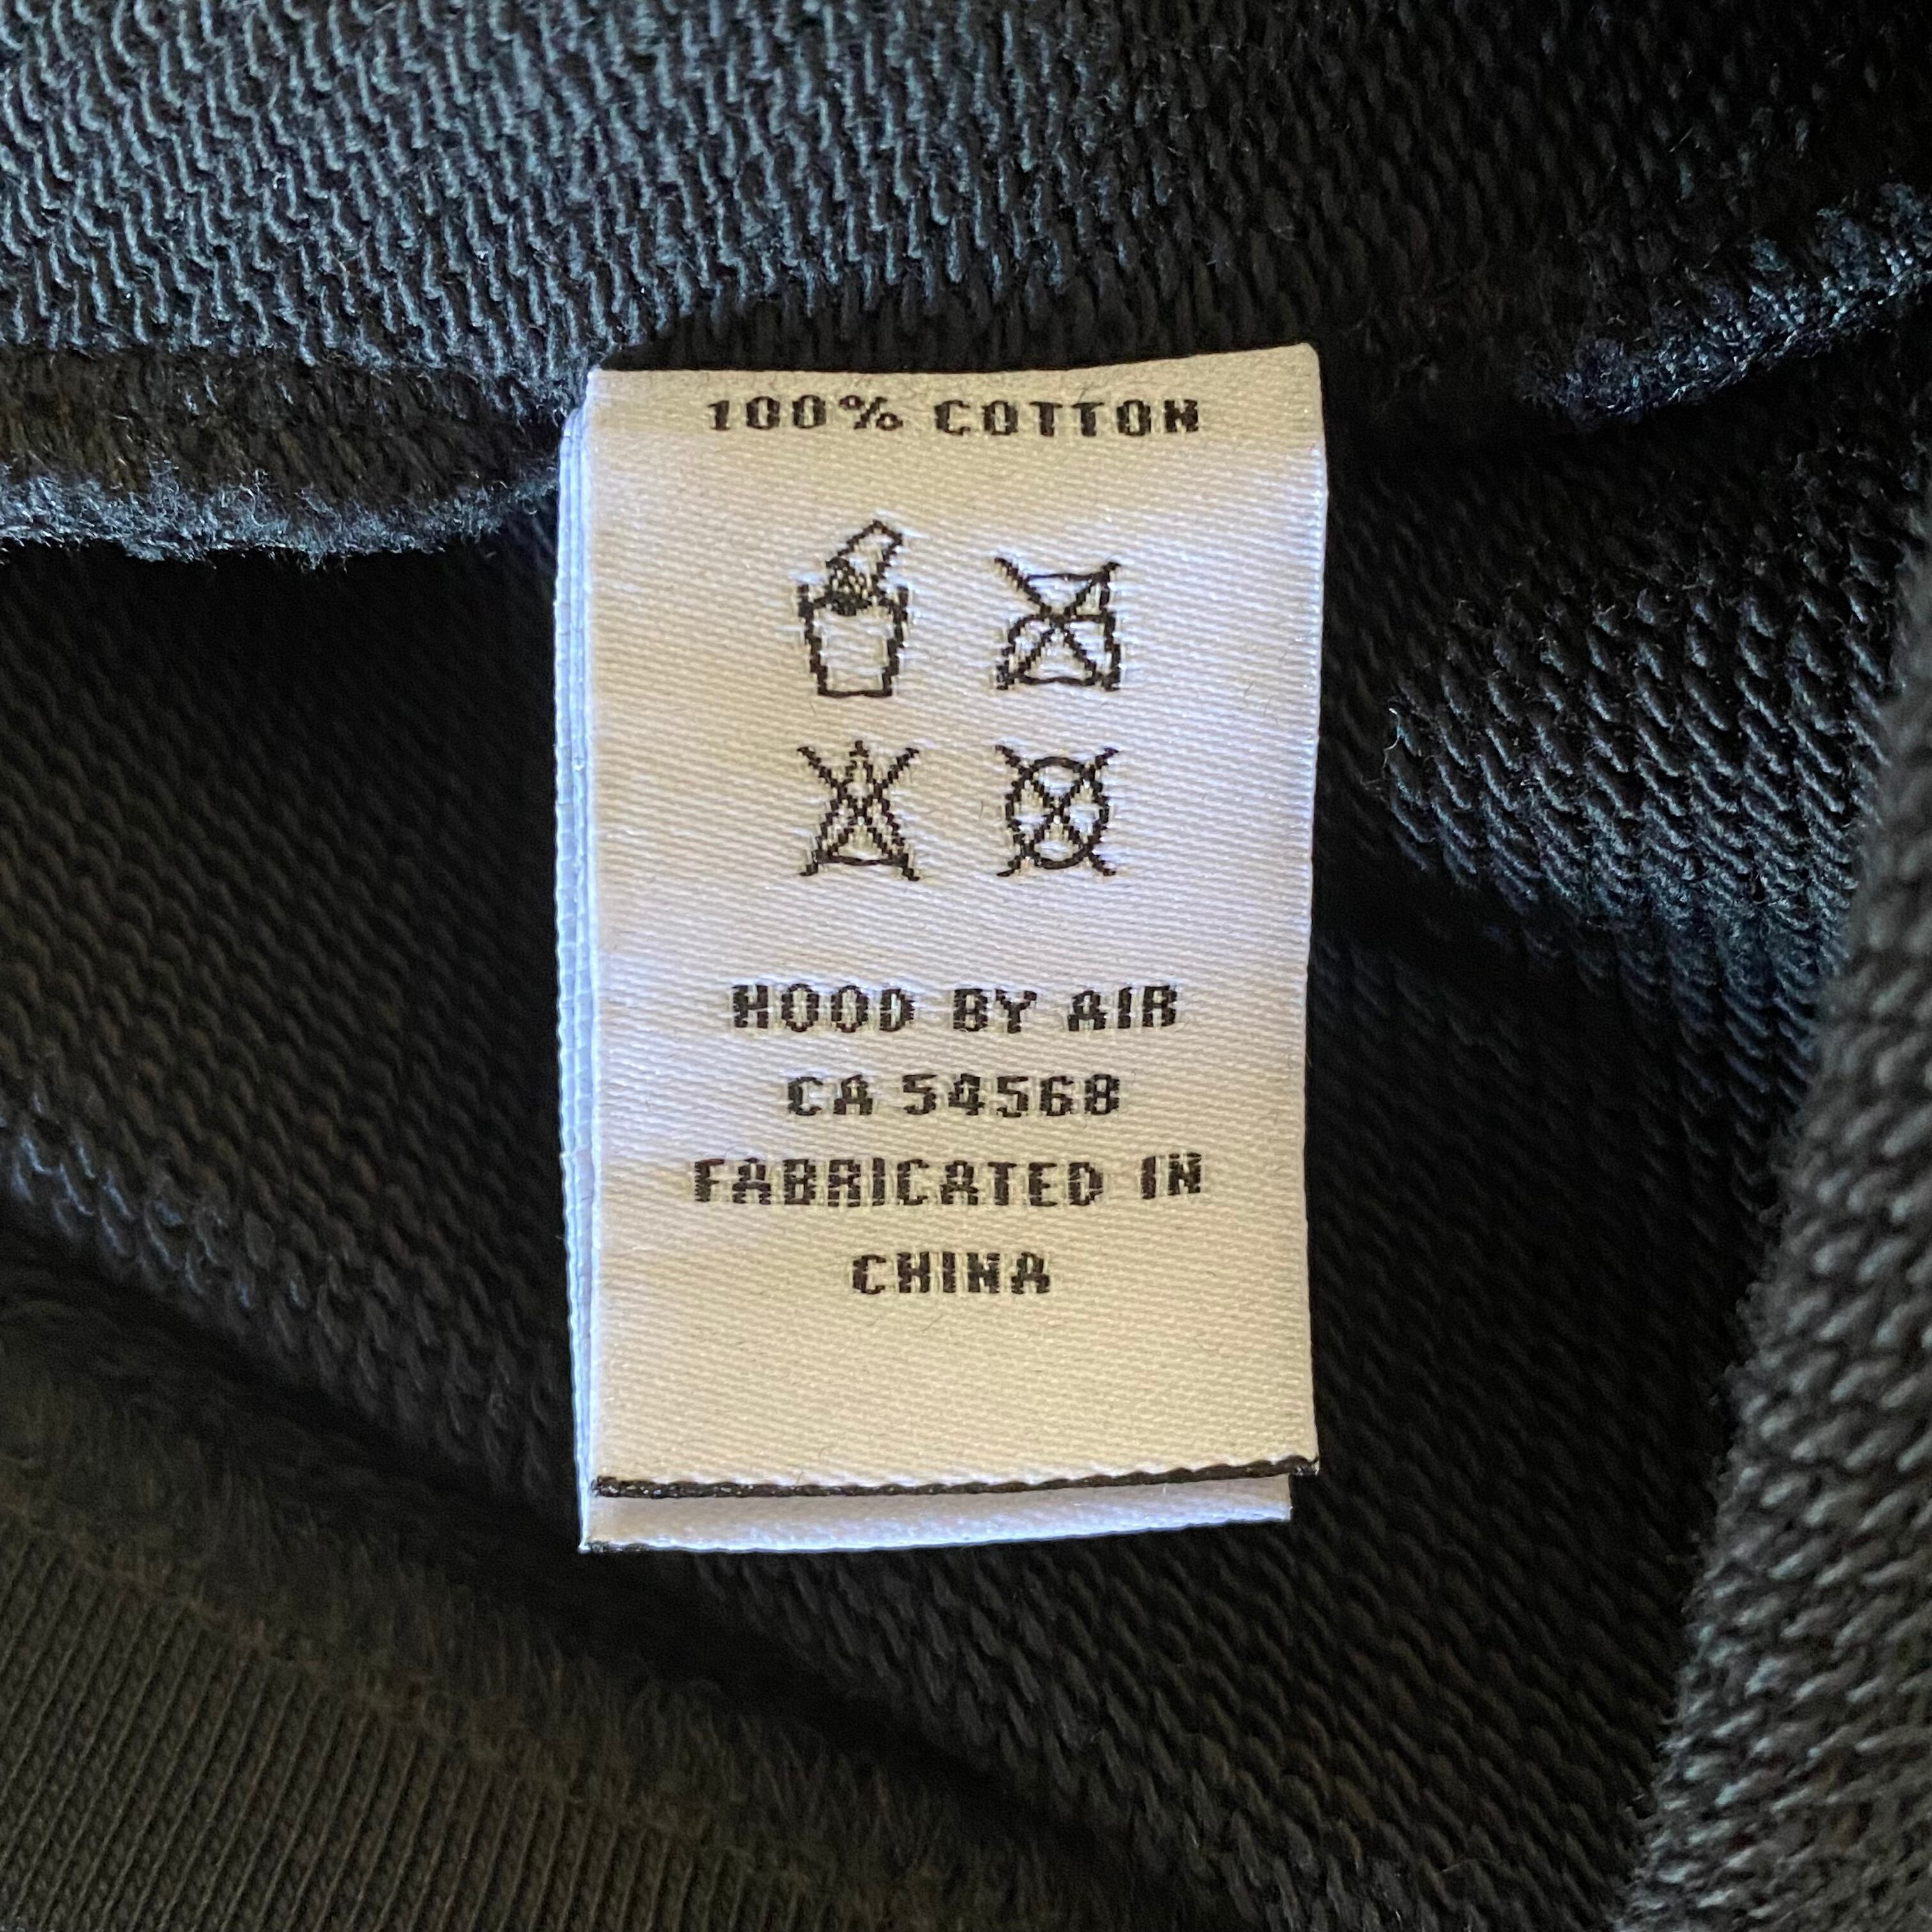 100% COTTON
HOOD BY AIR
CA 54568
FABRICATED IN
CHINA